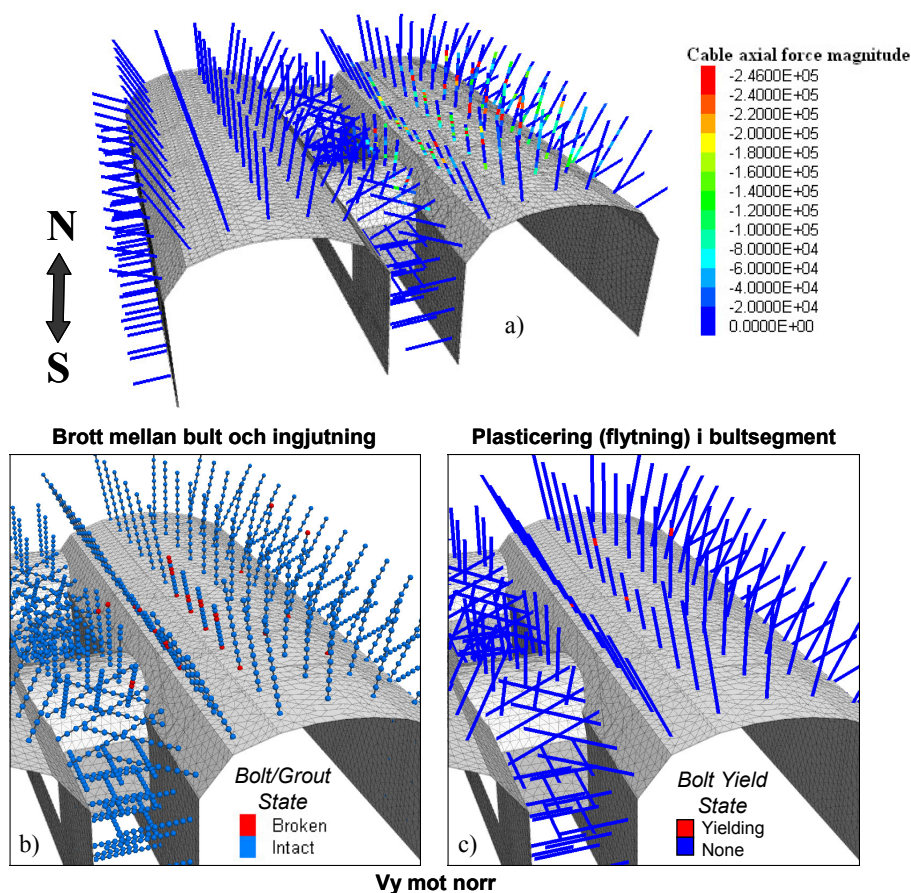 Cable axial force magnitude
-2.4600E+05
-2.4000E+05
-2.2000E+05
-2.0000E+05
-1.8000E+05
-1.6000E+05
-1.4000E+05
-1.2000E+05
-1.0000E+05
-8.0000E+04
-6.0000E+04
-4.0000E+04
-2.0000E+04
0.0000E+00
N
S
a)
Brott mellan bult och ingjutning
Plasticering (flytning) i bultsegment
Bolt/Grout
State
Broken
Intact
b)
Bolt Yield
State
Yielding
None
c)
Vy mot norr